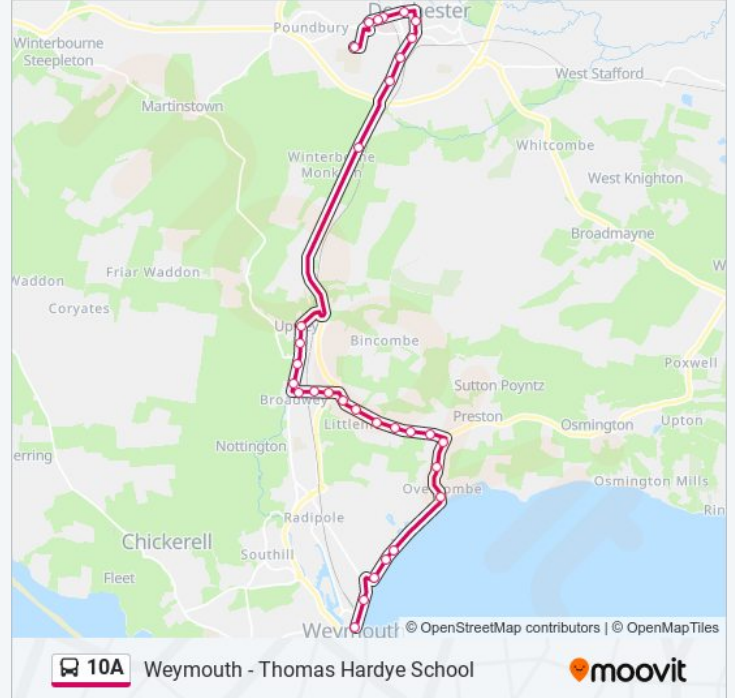 Dorchester
Poundbury
Winterbourne
Steepleton
West Stafford
Martinstown
Whitcombe
Winterborne
Monkton
West Knighton
Broadmayne
W
Friar Waddon
Waddon
Coryates
Upwey
Bincombe
Poxwell
Sutton Poyntz
Broadwey
Preston
Upton
Osmington
Littlemoor
Nottington
erring
Osmington Mills
Overcombe
Rin
Radipole
Chickerell
Southill
Fleet
Weymouth
© OpenStreetMap contributors | © OpenMapTiles
10A Weymouth - Thomas Hardye School moovit